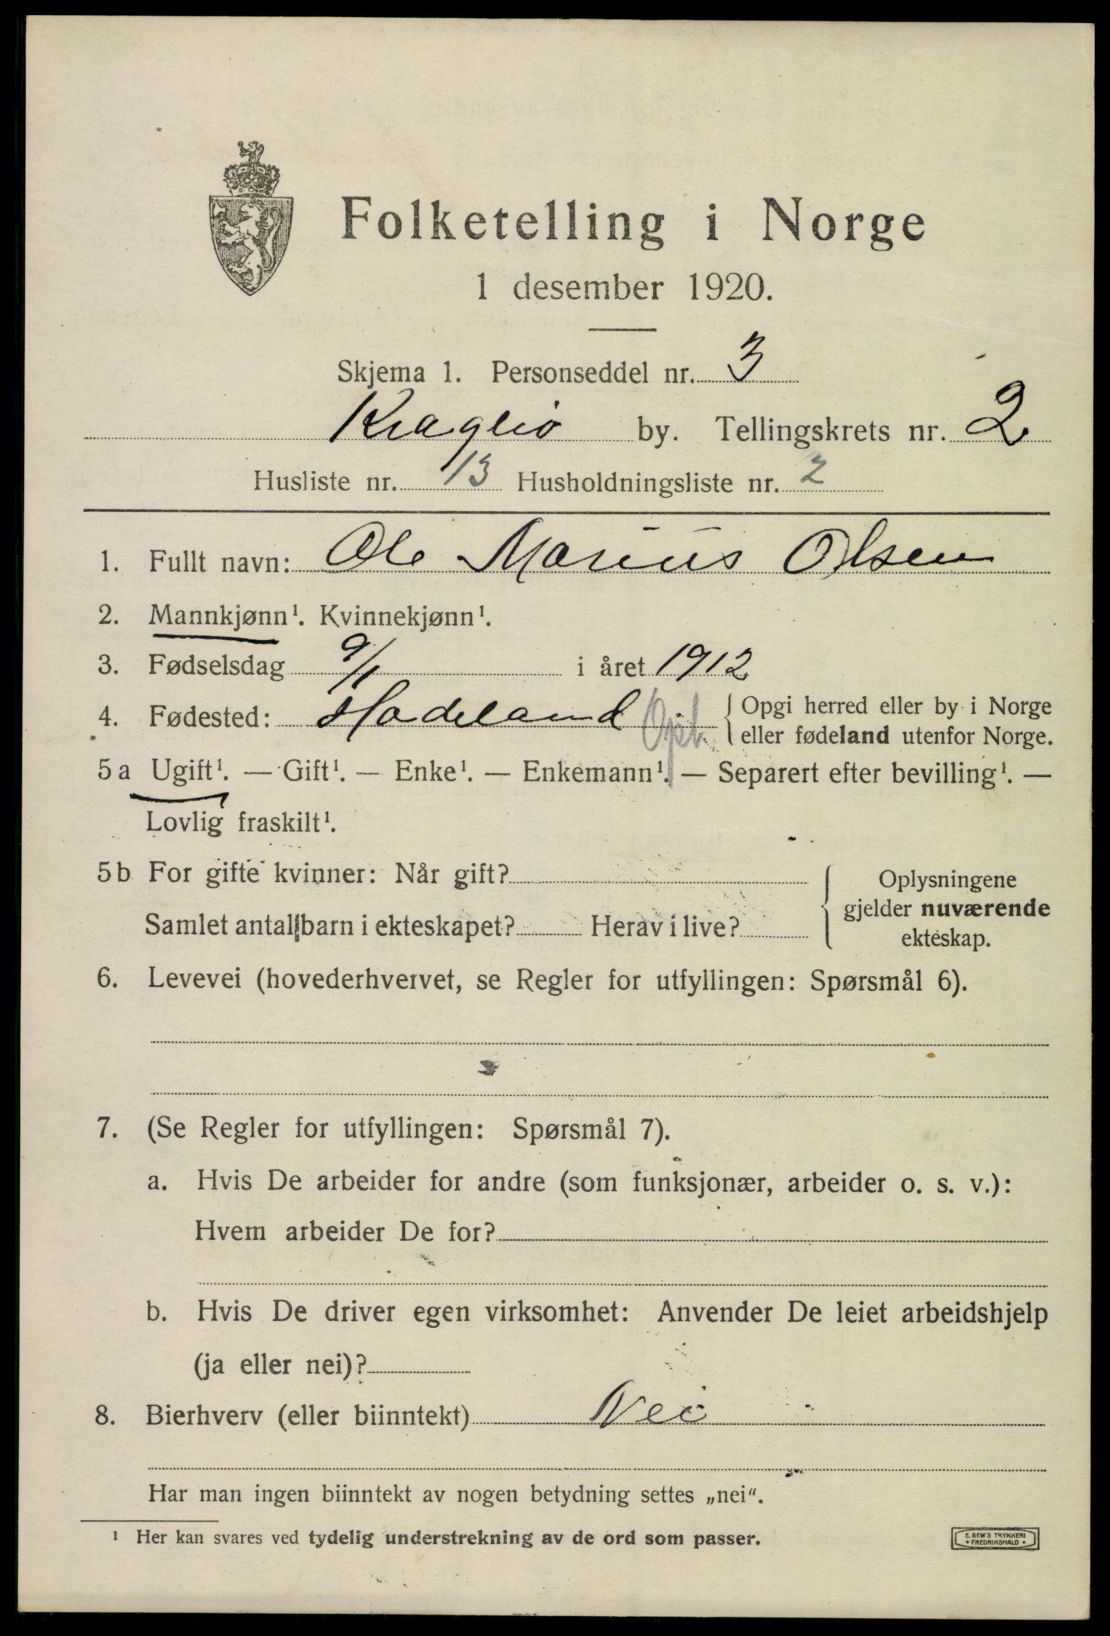 Folketelling i Norge
1 desember 1920.
Skjema 1. Personseddel nr. 3
Kragerø by. Tellingskrets nr. 2
Husliste nr. 13 Husholdningsliste nr. 2
1. Fullt navn: Ole Marius Olsen
2. Mannkjønn¹. Kvinnekjønn¹.
3. Fødselsdag 9/1 i året 1912
4. Fødested: Hadeland Opl. Opgi herred eller by i Norge
eller fødeland utenfor Norge.
5 a Ugift¹. — Gift¹. — Enke¹. — Enkemann¹. — Separert efter bevilling¹. —
Lovlig fraskilt¹.
5 b For gifte kvinner: Når gift?
Samlet antal barn i ekteskapet? Herav i live?
Oplysningene
gjelder nuværende
ekteskap.
6. Levevei (hovederhvervet, se Regler for utfyllingen: Spørsmål 6).
7. (Se Regler for utfyllingen: Spørsmål 7).
a. Hvis De arbeider for andre (som funksjonær, arbeider o. s. v.):
Hvem arbeider De for?
b. Hvis De driver egen virksomhet: Anvender De leiet arbeidshjelp
(ja eller nei)?
8. Bierhverv (eller biinntekt) Nei
Har man ingen biinntekt av nogen betydning settes „nei".
¹ Her kan svares ved tydelig understrekning av de ord som passer.
E. SEM'S TRYKKERI
• FREDRIKSHALD •